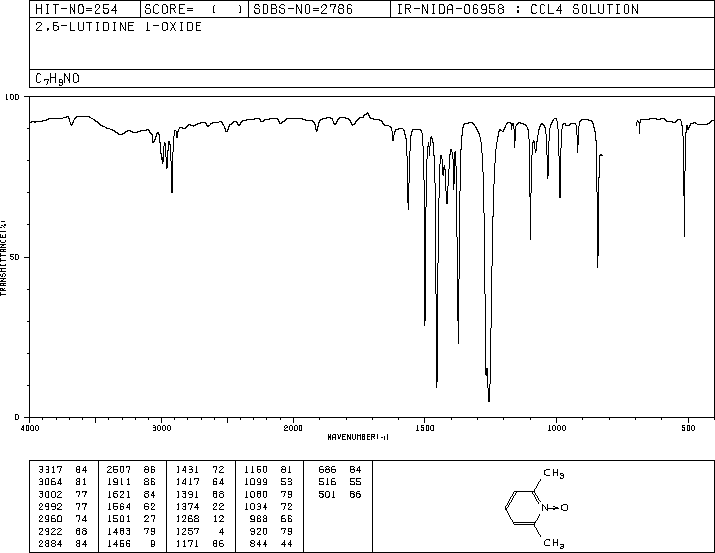 HIT-NO=254 SCORE= ( ) SDBS-NO=2786 IR-NIDA-06958 : CCL4 SOLUTION
2,6-LUTIDINE 1-OXIDE
C7H9NO
100
50
0
TRANSMITTANCE(%)
4000 3000 2000 1500 1000 500
WAVENUMBER(-1)
3317 84 2507 86 1431 72 1160 81 686 84
3064 81 1911 86 1417 64 1099 53 516 55
3002 77 1621 84 1391 68 1080 79 501 86
2992 77 1564 62 1374 22 1034 72
2960 74 1501 27 1268 12 988 66
2922 68 1483 79 1257 4 920 79
2884 84 1456 9 1171 86 844 44
CH3
N→O
CH3